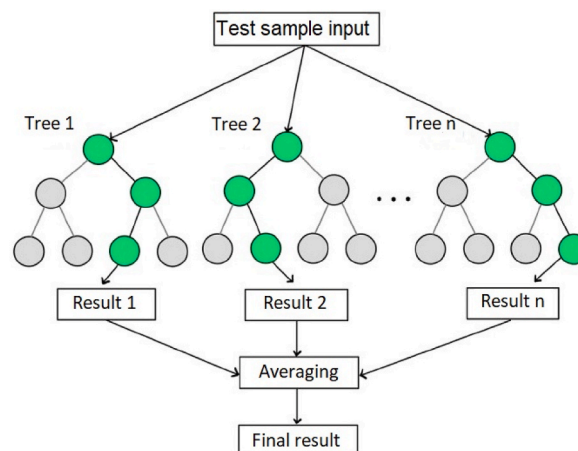 Test sample input
Tree 1
Tree 2
Tree n
...
Result 1
Result 2
Result n
Averaging
Final result